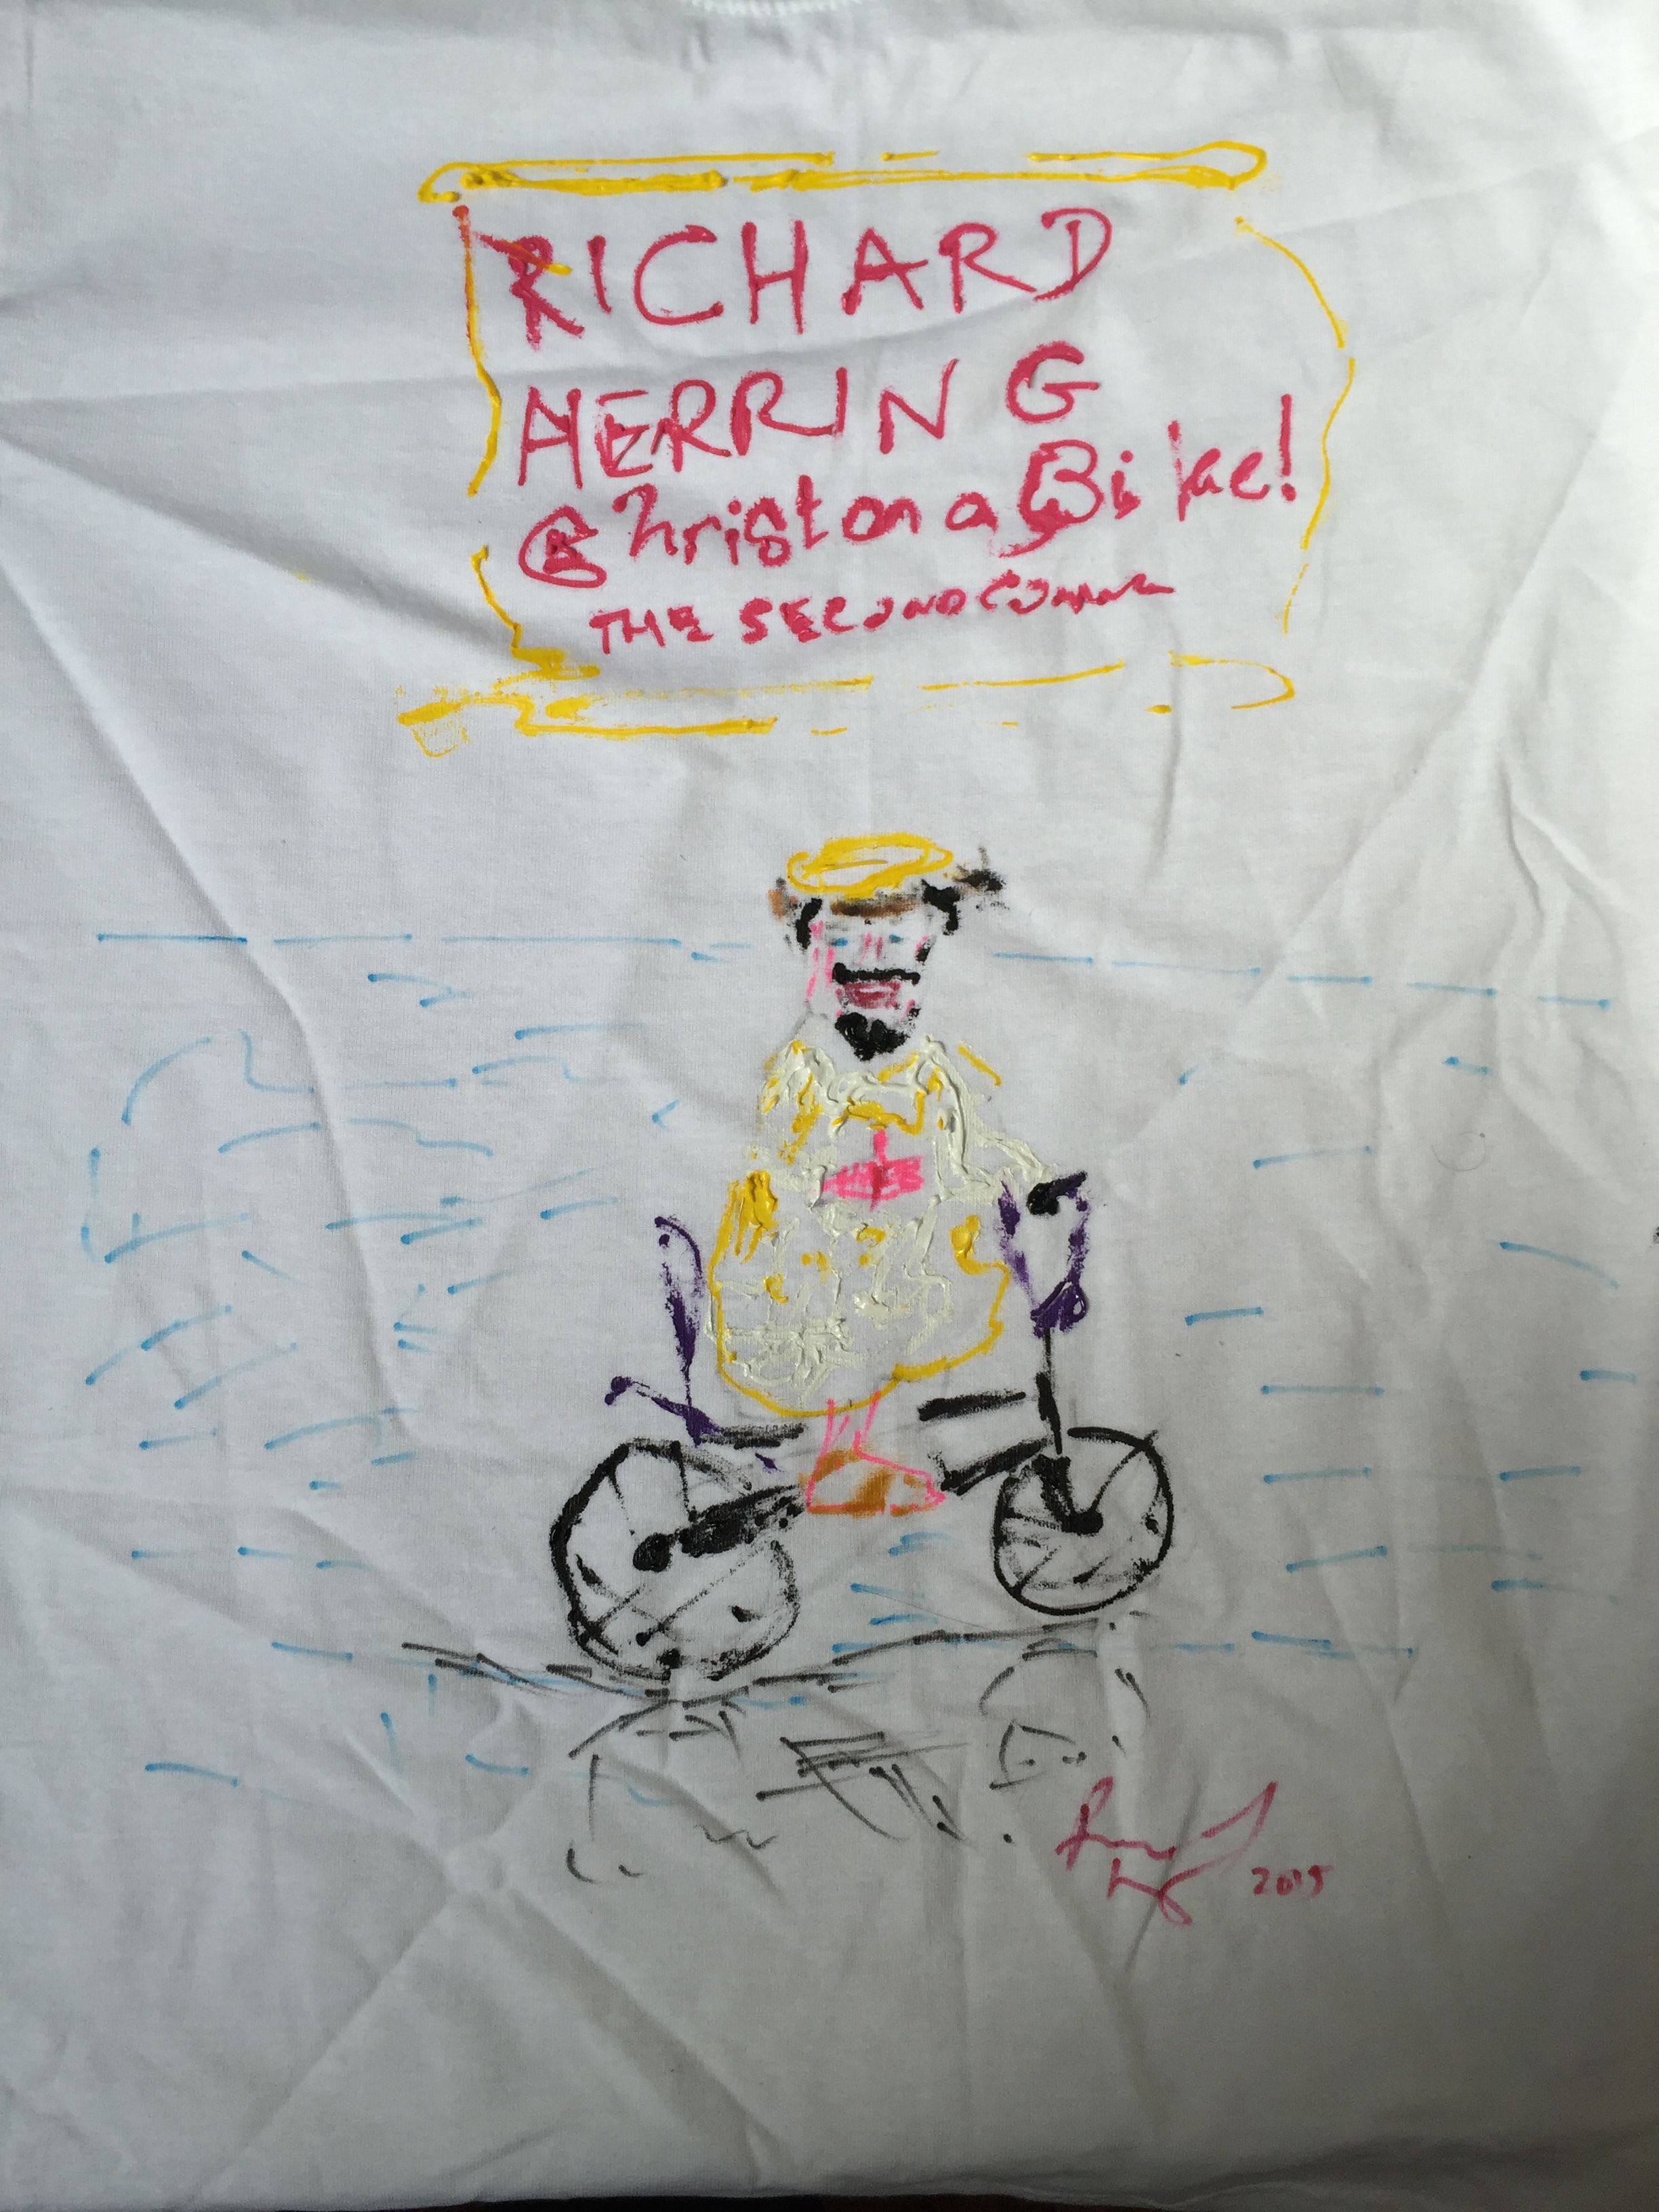 RICHARD
HERRING
Christ on a Bike!
THE SECOND COMING
2015